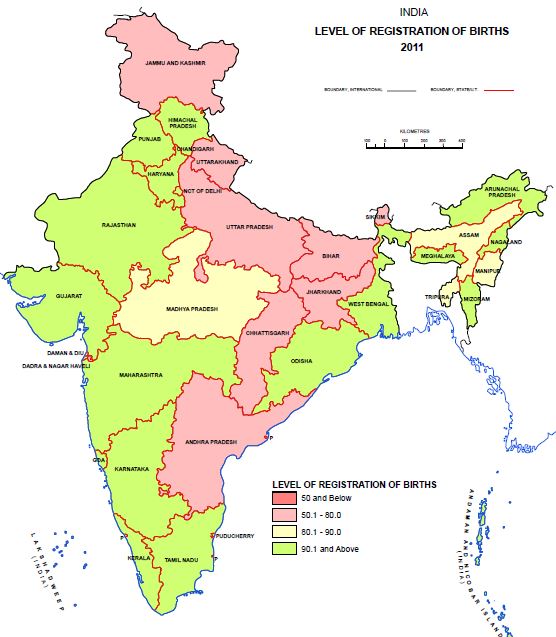 INDIA
LEVEL OF REGISTRATION OF BIRTHS
2011
BOUNDARY, INTERNATIONAL
BOUNDARY, STATE/UT
KILOMETRES
100 0 100 200 300 400
JAMMU AND KASHMIR
HIMACHAL
PRADESH
PUNJAB
CHANDIGARH
UTTARAKHAND
HARYANA
NCT OF DELHI
ARUNACHAL
PRADESH
SIKKIM
RAJASTHAN
UTTAR PRADESH
ASSAM
NAGALAND
BIHAR
MEGHALAYA
MANIPUR
JHARKHAND
GUJARAT
MADHYA PRADESH
WEST BENGAL
TRIPURA
MIZORAM
CHHATTISGARH
DAMAN & DIU
DADRA & NAGAR HAVELI
ODISHA
MAHARASHTRA
ANDHRA PRADESH
P
GOA
KARNATAKA
LEVEL OF REGISTRATION OF BIRTHS
50 and Below
50.1 - 80.0
80.1 - 90.0
90.1 and Above
P
PUDUCHERRY
KERALA
TAMIL NADU
P
LAKSHADWEEP
(INDIA)
ANDAMAN AND NICOBAR ISLAND
(INDIA)